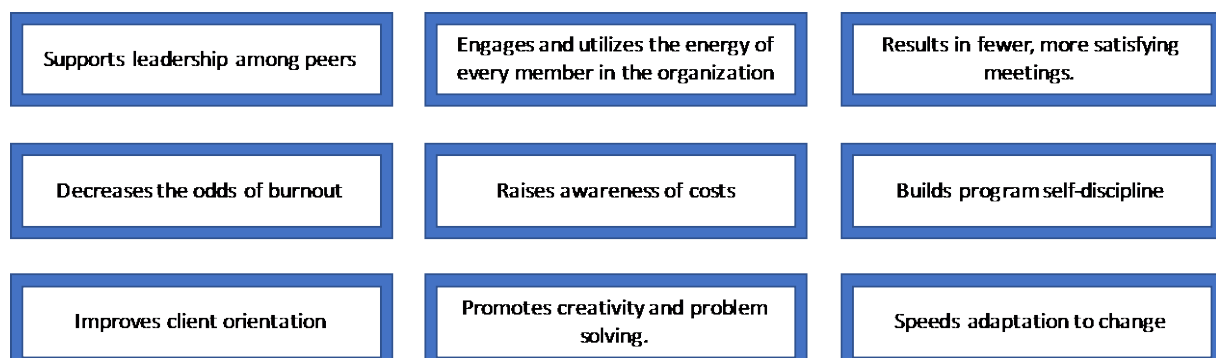 Supports leadership among peers
Engages and utilizes the energy of
every member in the organization
Results in fewer, more satisfying
meetings.
Decreases the odds of burnout
Raises awareness of costs
Builds program self-discipline
Improves client orientation
Promotes creativity and problem
solving.
Speeds adaptation to change